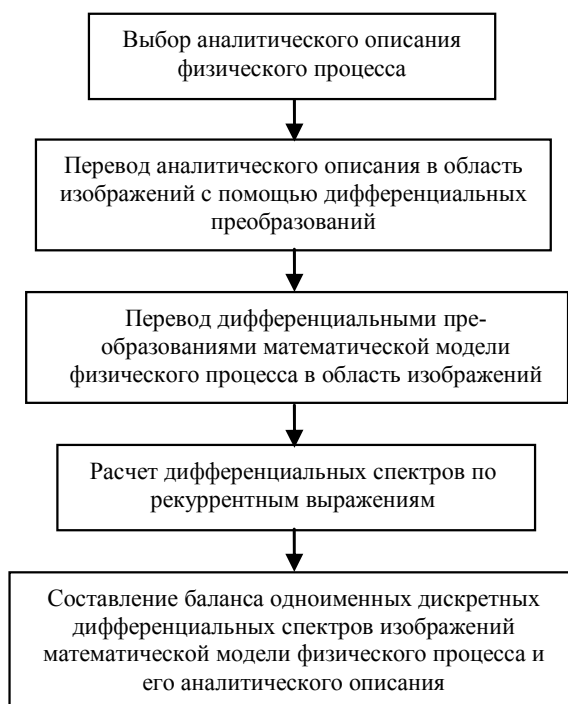 Выбор аналитического описания
физического процесса
Перевод аналитического описания в область
изображений с помощью дифференциальных
преобразований
Перевод дифференциальными пре-
образованиями математической модели
физического процесса в область изображений
Расчет дифференциальных спектров по
рекуррентным выражениям
Составление баланса одноименных дискретных
дифференциальных спектров изображений
математической модели физического процесса и
его аналитического описания